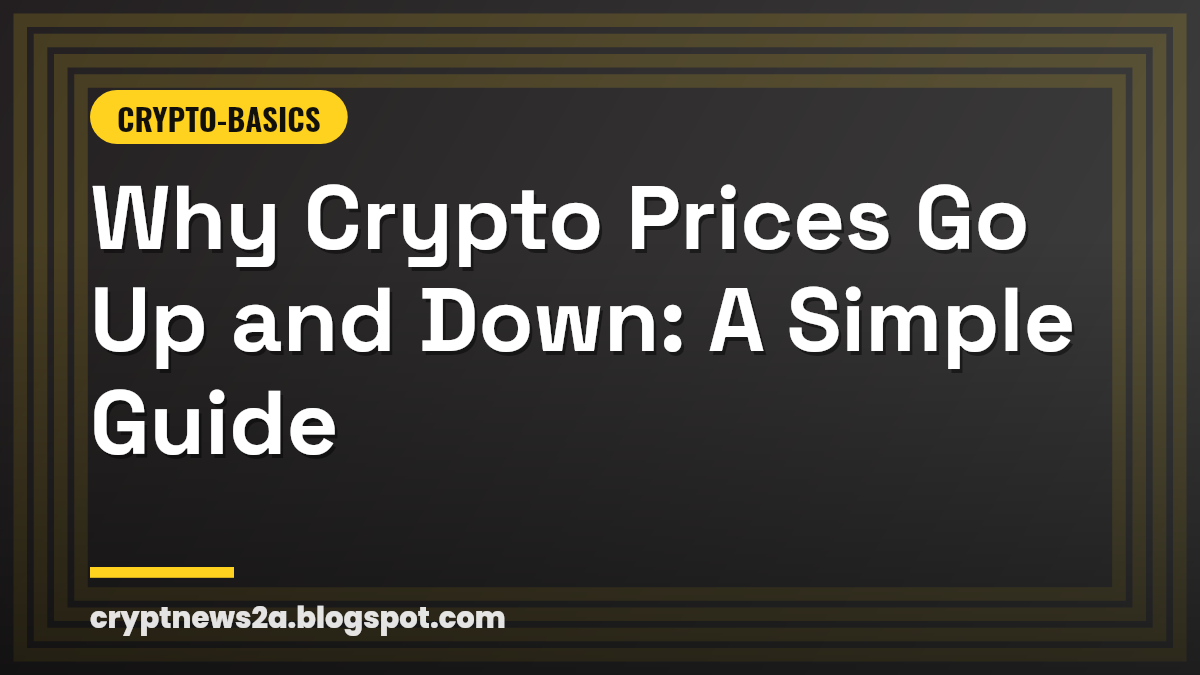 CRYPTO-BASICS
Why Crypto Prices Go
Up and Down: A Simple
Guide
cryptnews2a.blogspot.com